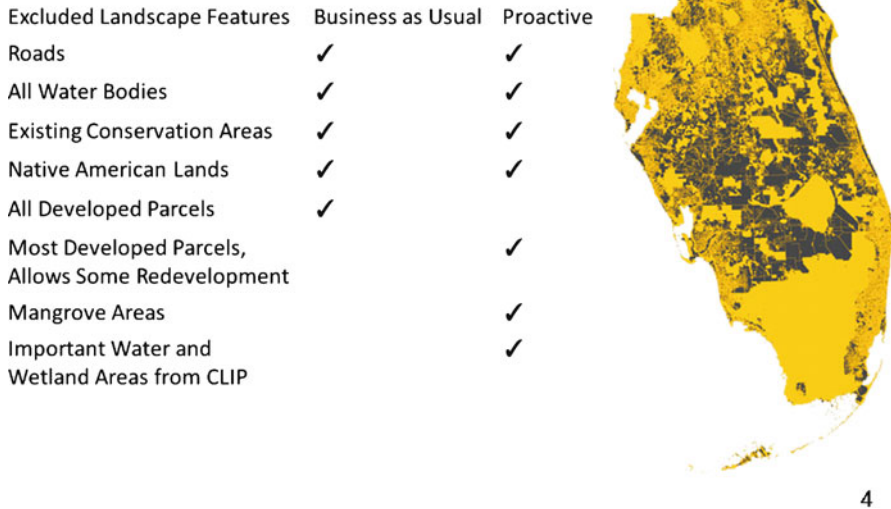 Excluded Landscape Features Business as Usual Proactive
Roads ✓ ✓
All Water Bodies ✓ ✓
Existing Conservation Areas ✓ ✓
Native American Lands ✓ ✓
All Developed Parcels ✓
Most Developed Parcels,
Allows Some Redevelopment ✓
Mangrove Areas ✓
Important Water and
Wetland Areas from CLIP ✓
4